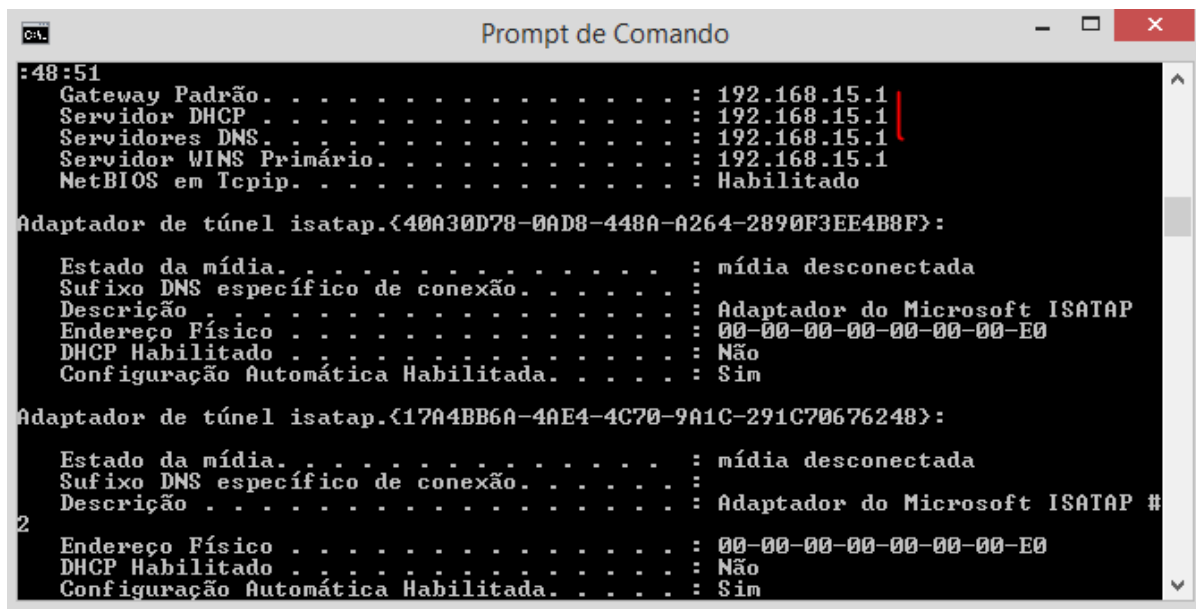 Prompt de Comando
:48:51
Gateway Padrão. . . . . . . . . . . . . . . : 192.168.15.1
Servidor DHCP . . . . . . . . . . . . . . . : 192.168.15.1
Servidores DNS. . . . . . . . . . . . . . . : 192.168.15.1
Servidor WINS Primário. . . . . . . . . . . : 192.168.15.1
NetBIOS em Tcpip. . . . . . . . . . . . . . : Habilitado
Adaptador de túnel isatap.{40A30D78-0AD8-448A-A264-2890F3EE4B8F}:
Estado da mídia. . . . . . . . . . . . . . : mídia desconectada
Sufixo DNS específico de conexão. . . . . . :
Descrição . . . . . . . . . . . . . . . . . : Adaptador do Microsoft ISATAP
Endereço Físico . . . . . . . . . . . . . . : 00-00-00-00-00-00-00-E0
DHCP Habilitado . . . . . . . . . . . . . . : Não
Configuração Automática Habilitada. . . . . : Sim
Adaptador de túnel isatap.{17A4BB6A-4AE4-4C70-9A1C-291C70676248}:
Estado da mídia. . . . . . . . . . . . . . : mídia desconectada
Sufixo DNS específico de conexão. . . . . . :
Descrição . . . . . . . . . . . . . . . . . : Adaptador do Microsoft ISATAP #
2
Endereço Físico . . . . . . . . . . . . . . : 00-00-00-00-00-00-00-E0
DHCP Habilitado . . . . . . . . . . . . . . : Não
Configuração Automática Habilitada. . . . . : Sim